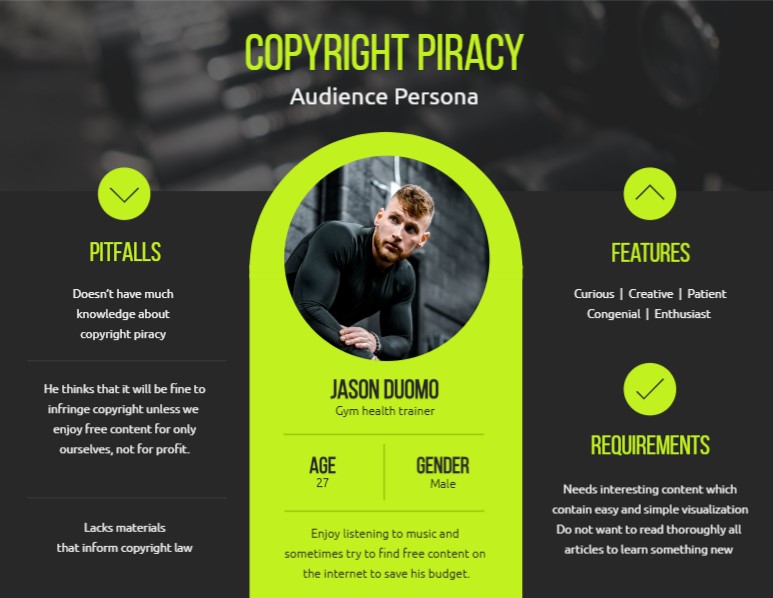 COPYRIGHT PIRACY
Audience Persona
PITFALLS
Doesn't have much
knowledge about
copyright piracy
He thinks that it will be fine to
infringe copyright unless we
enjoy free content for only
ourselves, not for profit.
Lacks materials
that inform copyright law
JASON DUOMO
Gym health trainer
AGE
27
GENDER
Male
Enjoy listening to music and
sometimes try to find free content on
the internet to save his budget.
FEATURES
Curious | Creative | Patient
Congenial | Enthusiast
REQUIREMENTS
Needs interesting content which
contain easy and simple visualization
Do not want to read thoroughly all
articles to learn something new